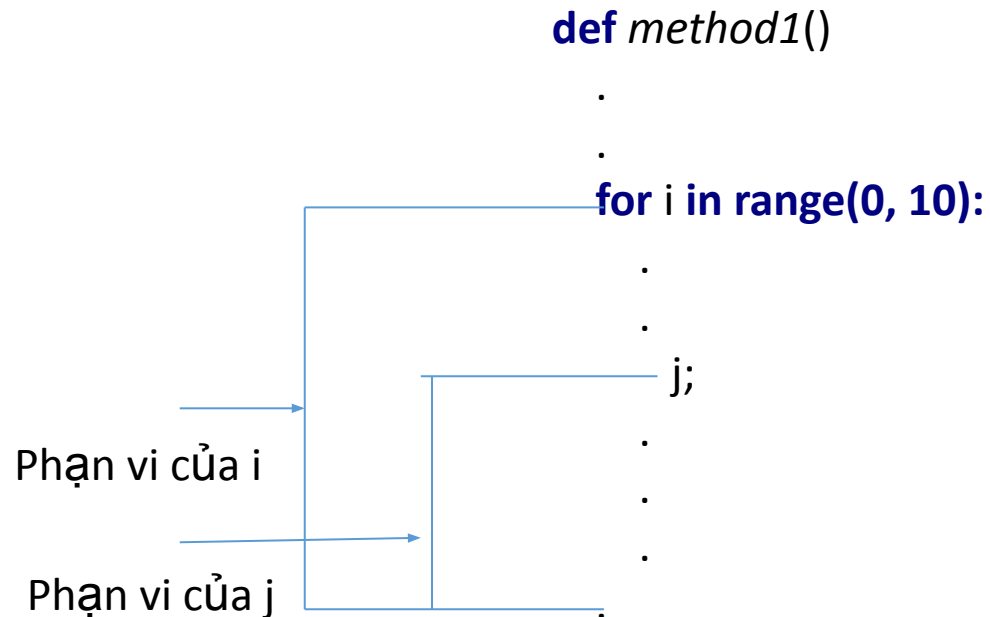 def method1()
.
.
for i in range(0, 10):
.
.
j;
.
Phạn vi của i
.
.
Phạn vi của j
.